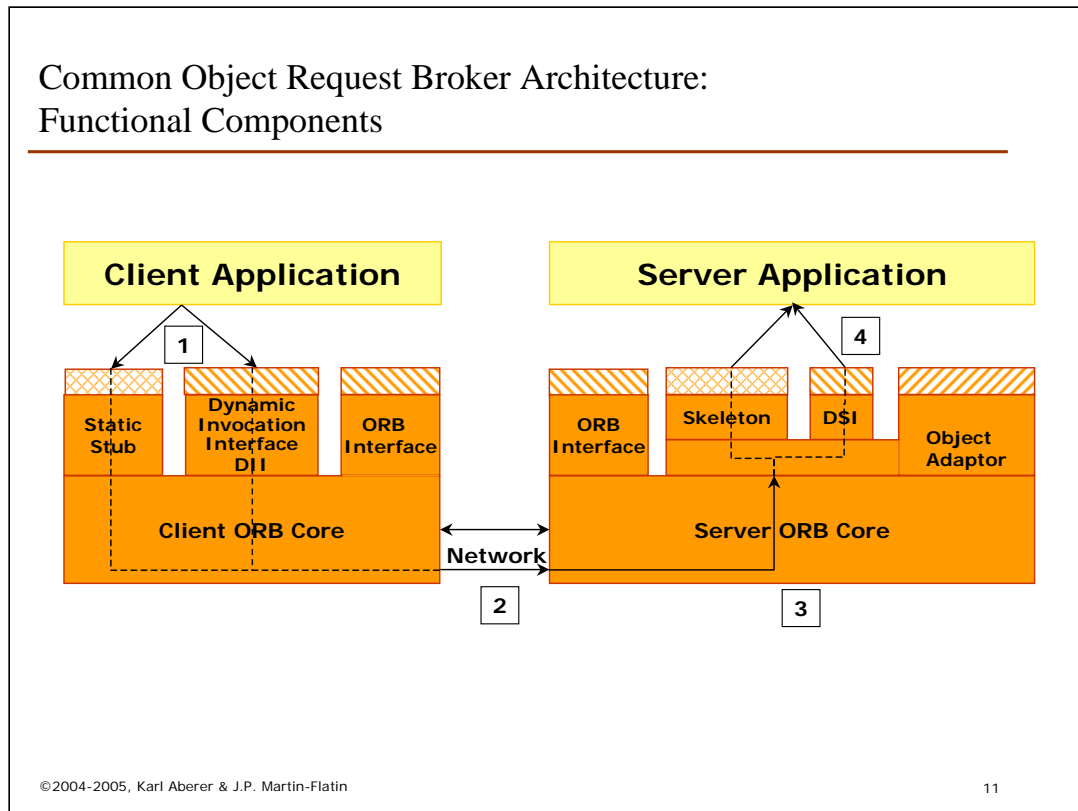 Common Object Request Broker Architecture:
Functional Components
Client Application
Server Application
1
4
Static
Stub
Dynamic
Invocation
Interface
DII
ORB
Interface
ORB
Interface
Skeleton
DSI
Object
Adaptor
Client ORB Core
Server ORB Core
Network
2
3
©2004-2005, Karl Aberer & J.P. Martin-Flatin
11